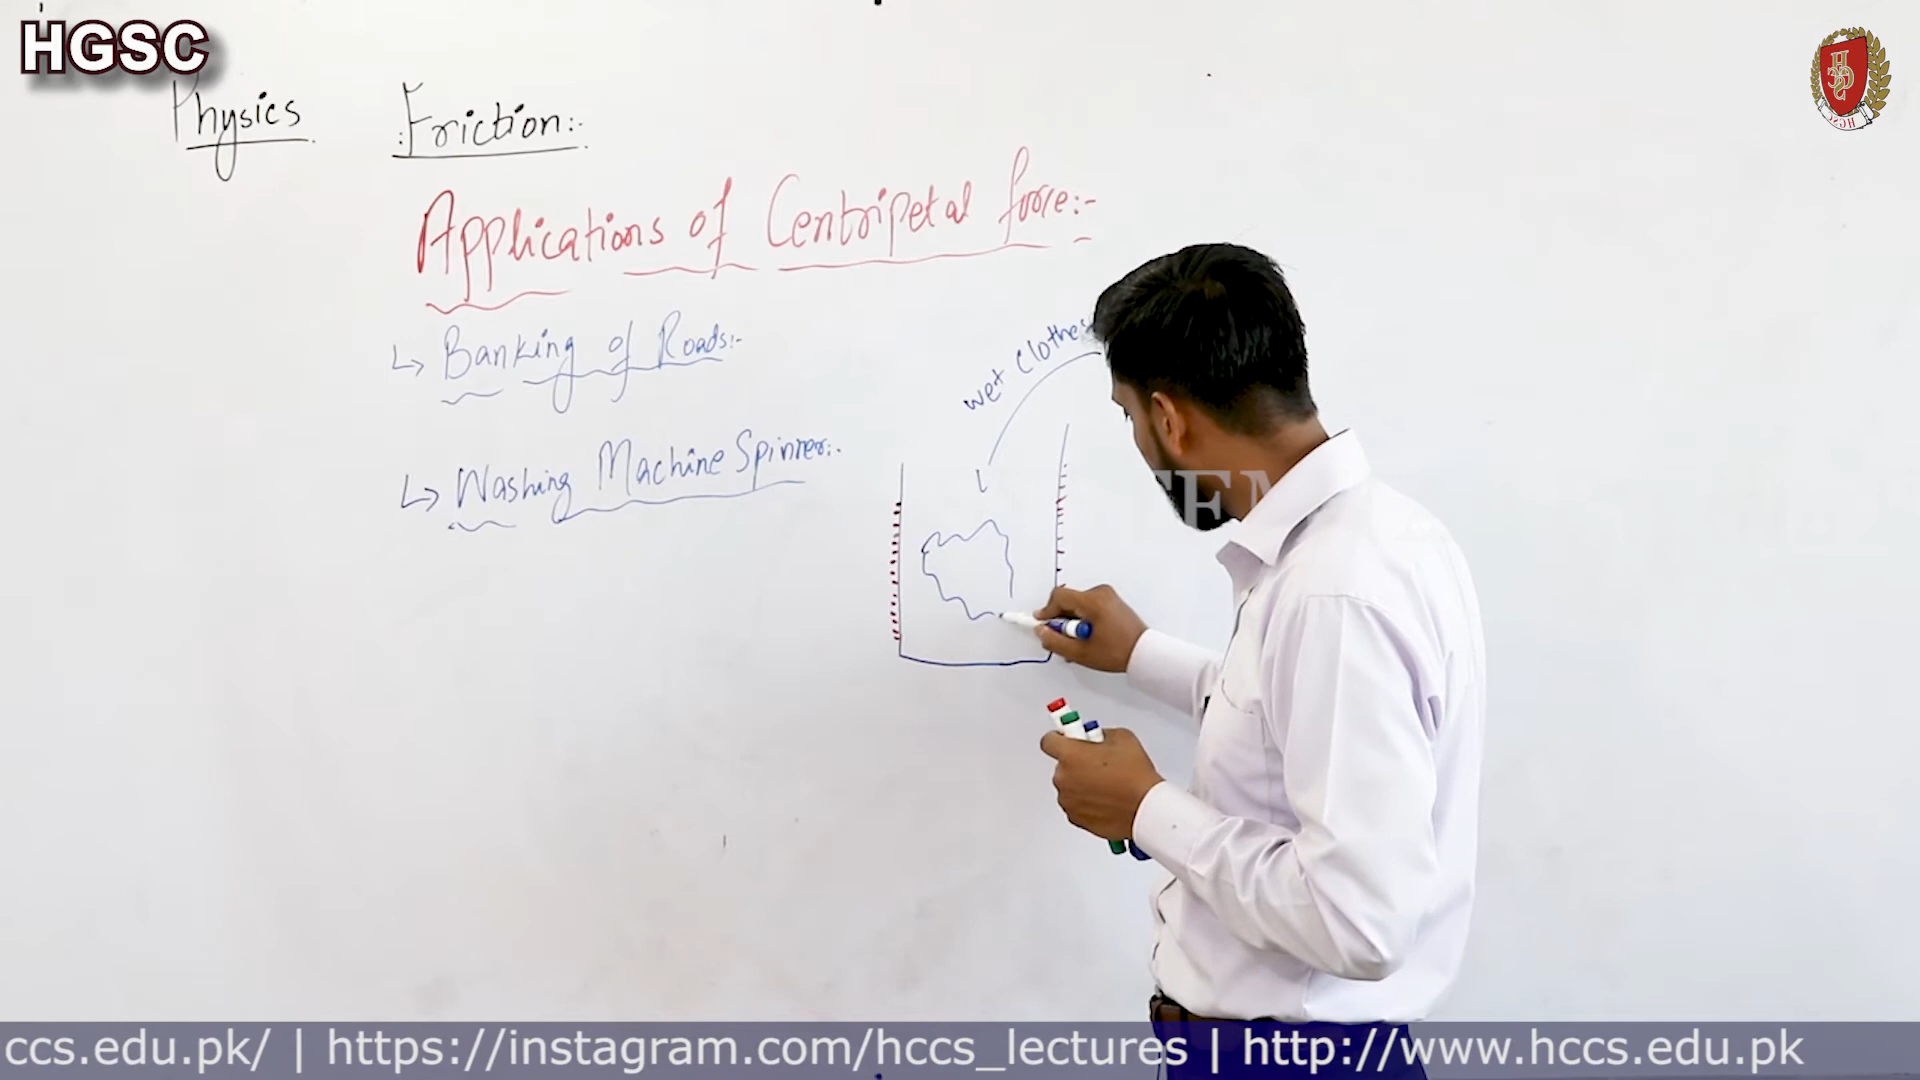 HGSC
Physics
:Friction:-
Applications of Centripetal force:-
↳ Banking of Roads:-
wet Clothes
↳ Washing Machine Spinner:-
ccs.edu.pk/ | https://instagram.com/hccs_lectures | http://www.hccs.edu.pk